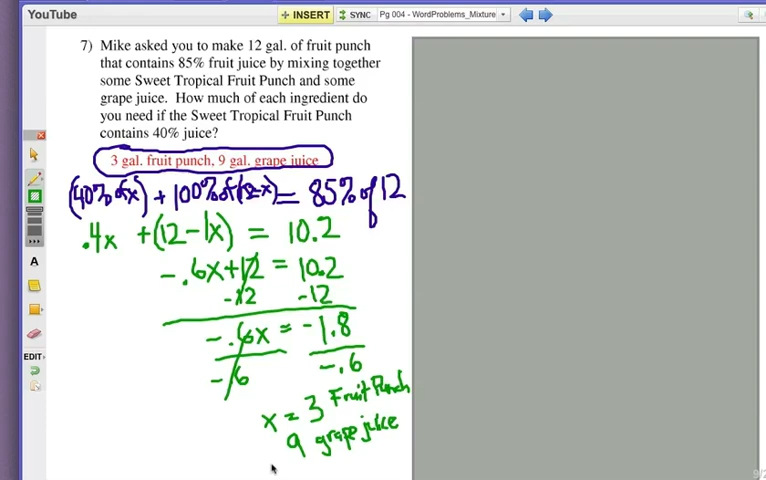 YouTube
INSERT SYNC Pg 004 - WordProblems_Mixture
7) Mike asked you to make 12 gal. of fruit punch
that contains 85% fruit juice by mixing together
some Sweet Tropical Fruit Punch and some
grape juice. How much of each ingredient do
you need if the Sweet Tropical Fruit Punch
contains 40% juice?
3 gal. fruit punch, 9 gal. grape juice
(40% of x) + 100% of (12-x) = 85% of 12
.4x + (12 - 1x) = 10.2
-.6x + 12 = 10.2
-12 -12
-.6x = -1.8
-.6 -.6
x = 3 Fruit Punch
9 grape juice
A
EDIT: